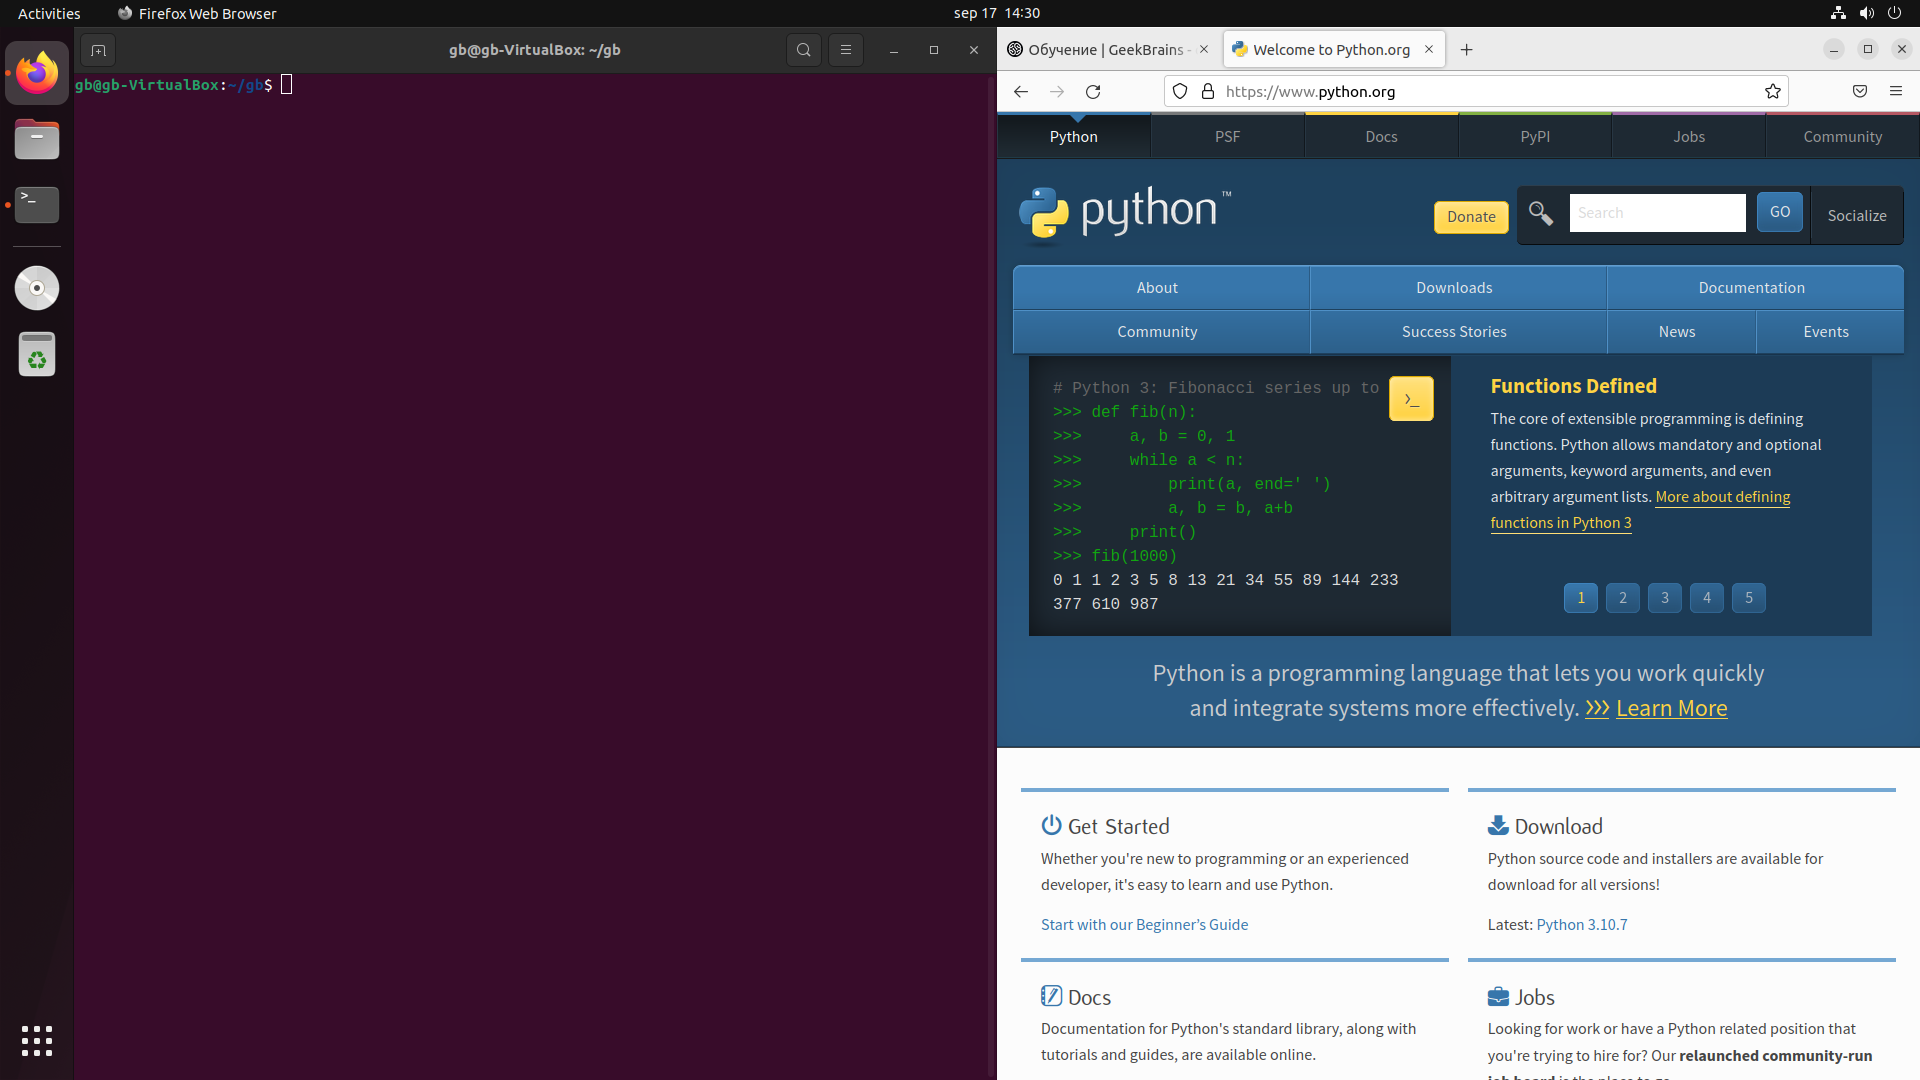 Activities
Firefox Web Browser
sep 17 14:30
gb@gb-VirtualBox: ~/gb
gb@gb-VirtualBox:~/gb$
Обучение | GeekBrains -
Welcome to Python.org
https://www.python.org
Python
PSF
Docs
PyPI
Jobs
Community
python™
Donate
Search
GO
Socialize
About
Downloads
Documentation
Community
Success Stories
News
Events
# Python 3: Fibonacci series up to
>>> def fib(n):
>>>     a, b = 0, 1
>>>     while a < n:
>>>         print(a, end=' ')
>>>         a, b = b, a+b
>>>     print()
>>> fib(1000)
0 1 1 2 3 5 8 13 21 34 55 89 144 233
377 610 987
>_
Functions Defined
The core of extensible programming is defining
functions. Python allows mandatory and optional
arguments, keyword arguments, and even
arbitrary argument lists. More about defining
functions in Python 3
1 2 3 4 5
Python is a programming language that lets you work quickly
and integrate systems more effectively. >>> Learn More
Get Started
Whether you're new to programming or an experienced
developer, it's easy to learn and use Python.
Start with our Beginner’s Guide
Download
Python source code and installers are available for
download for all versions!
Latest: Python 3.10.7
Docs
Documentation for Python's standard library, along with
tutorials and guides, are available online.
Jobs
Looking for work or have a Python related position that
you're trying to hire for? Our relaunched community-run
job board is the place to go.